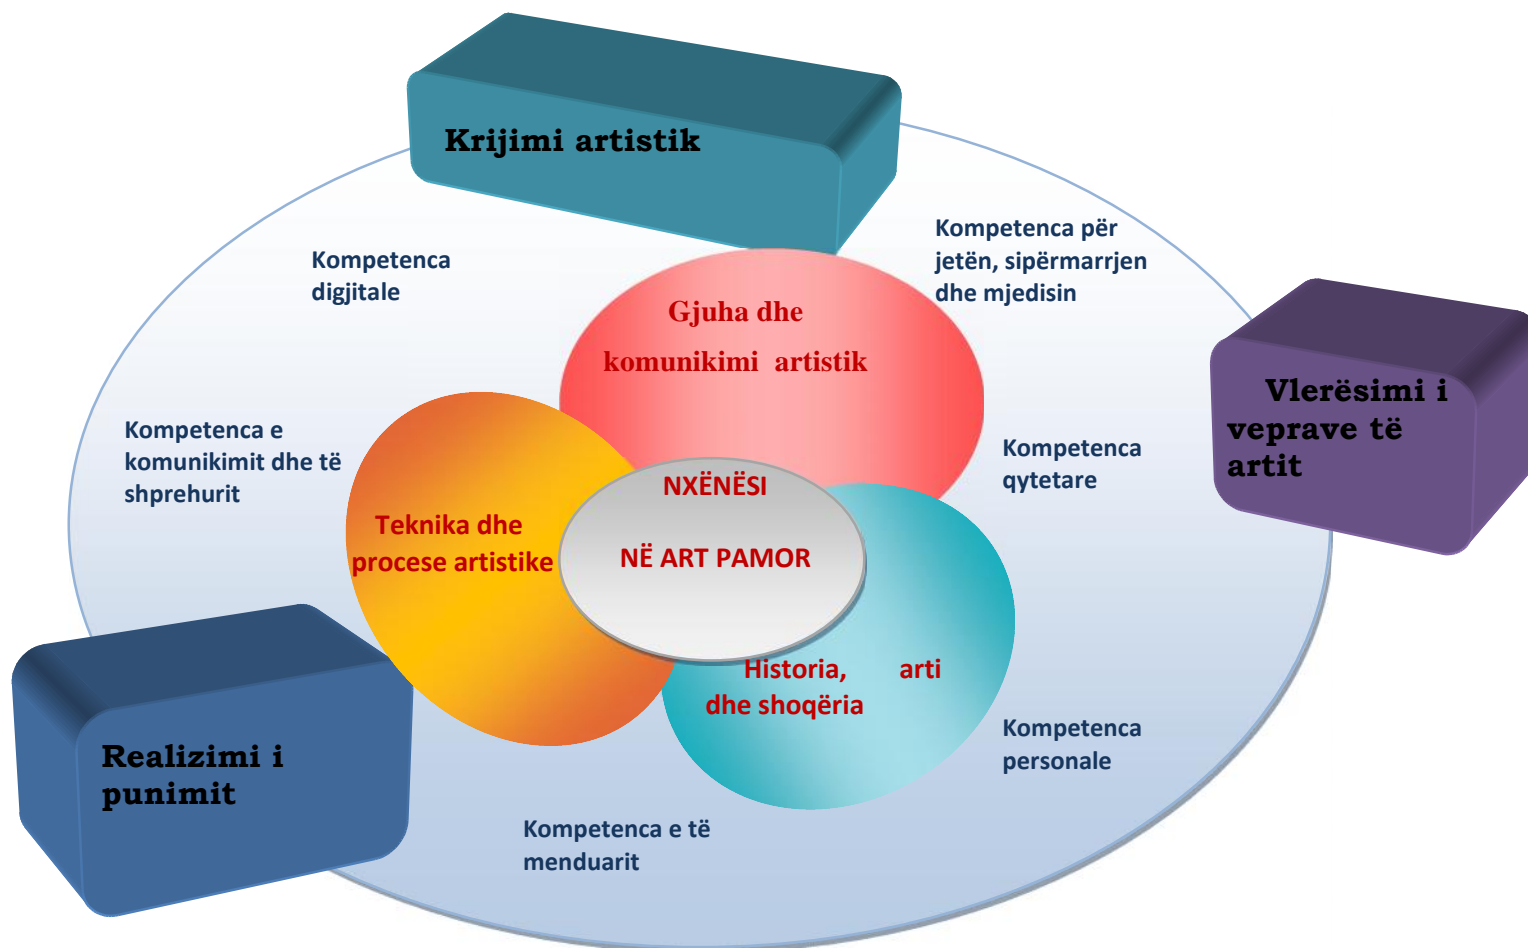 Krijimi artistik
Kompetenca
digjitale
Kompetenca për
jetën, sipërmarrjen
dhe mjedisin
Gjuha dhe
komunikimi artistik
Vlerësimi i
veprave të
artit
Kompetenca e
komunikimit dhe të
shprehurit
Kompetenca
qytetare
NXËNËSI
NË ART PAMOR
Teknika dhe
procese artistike
Historia, arti
dhe shoqëria
Realizimi i
punimit
Kompetenca
personale
Kompetenca e të
menduarit